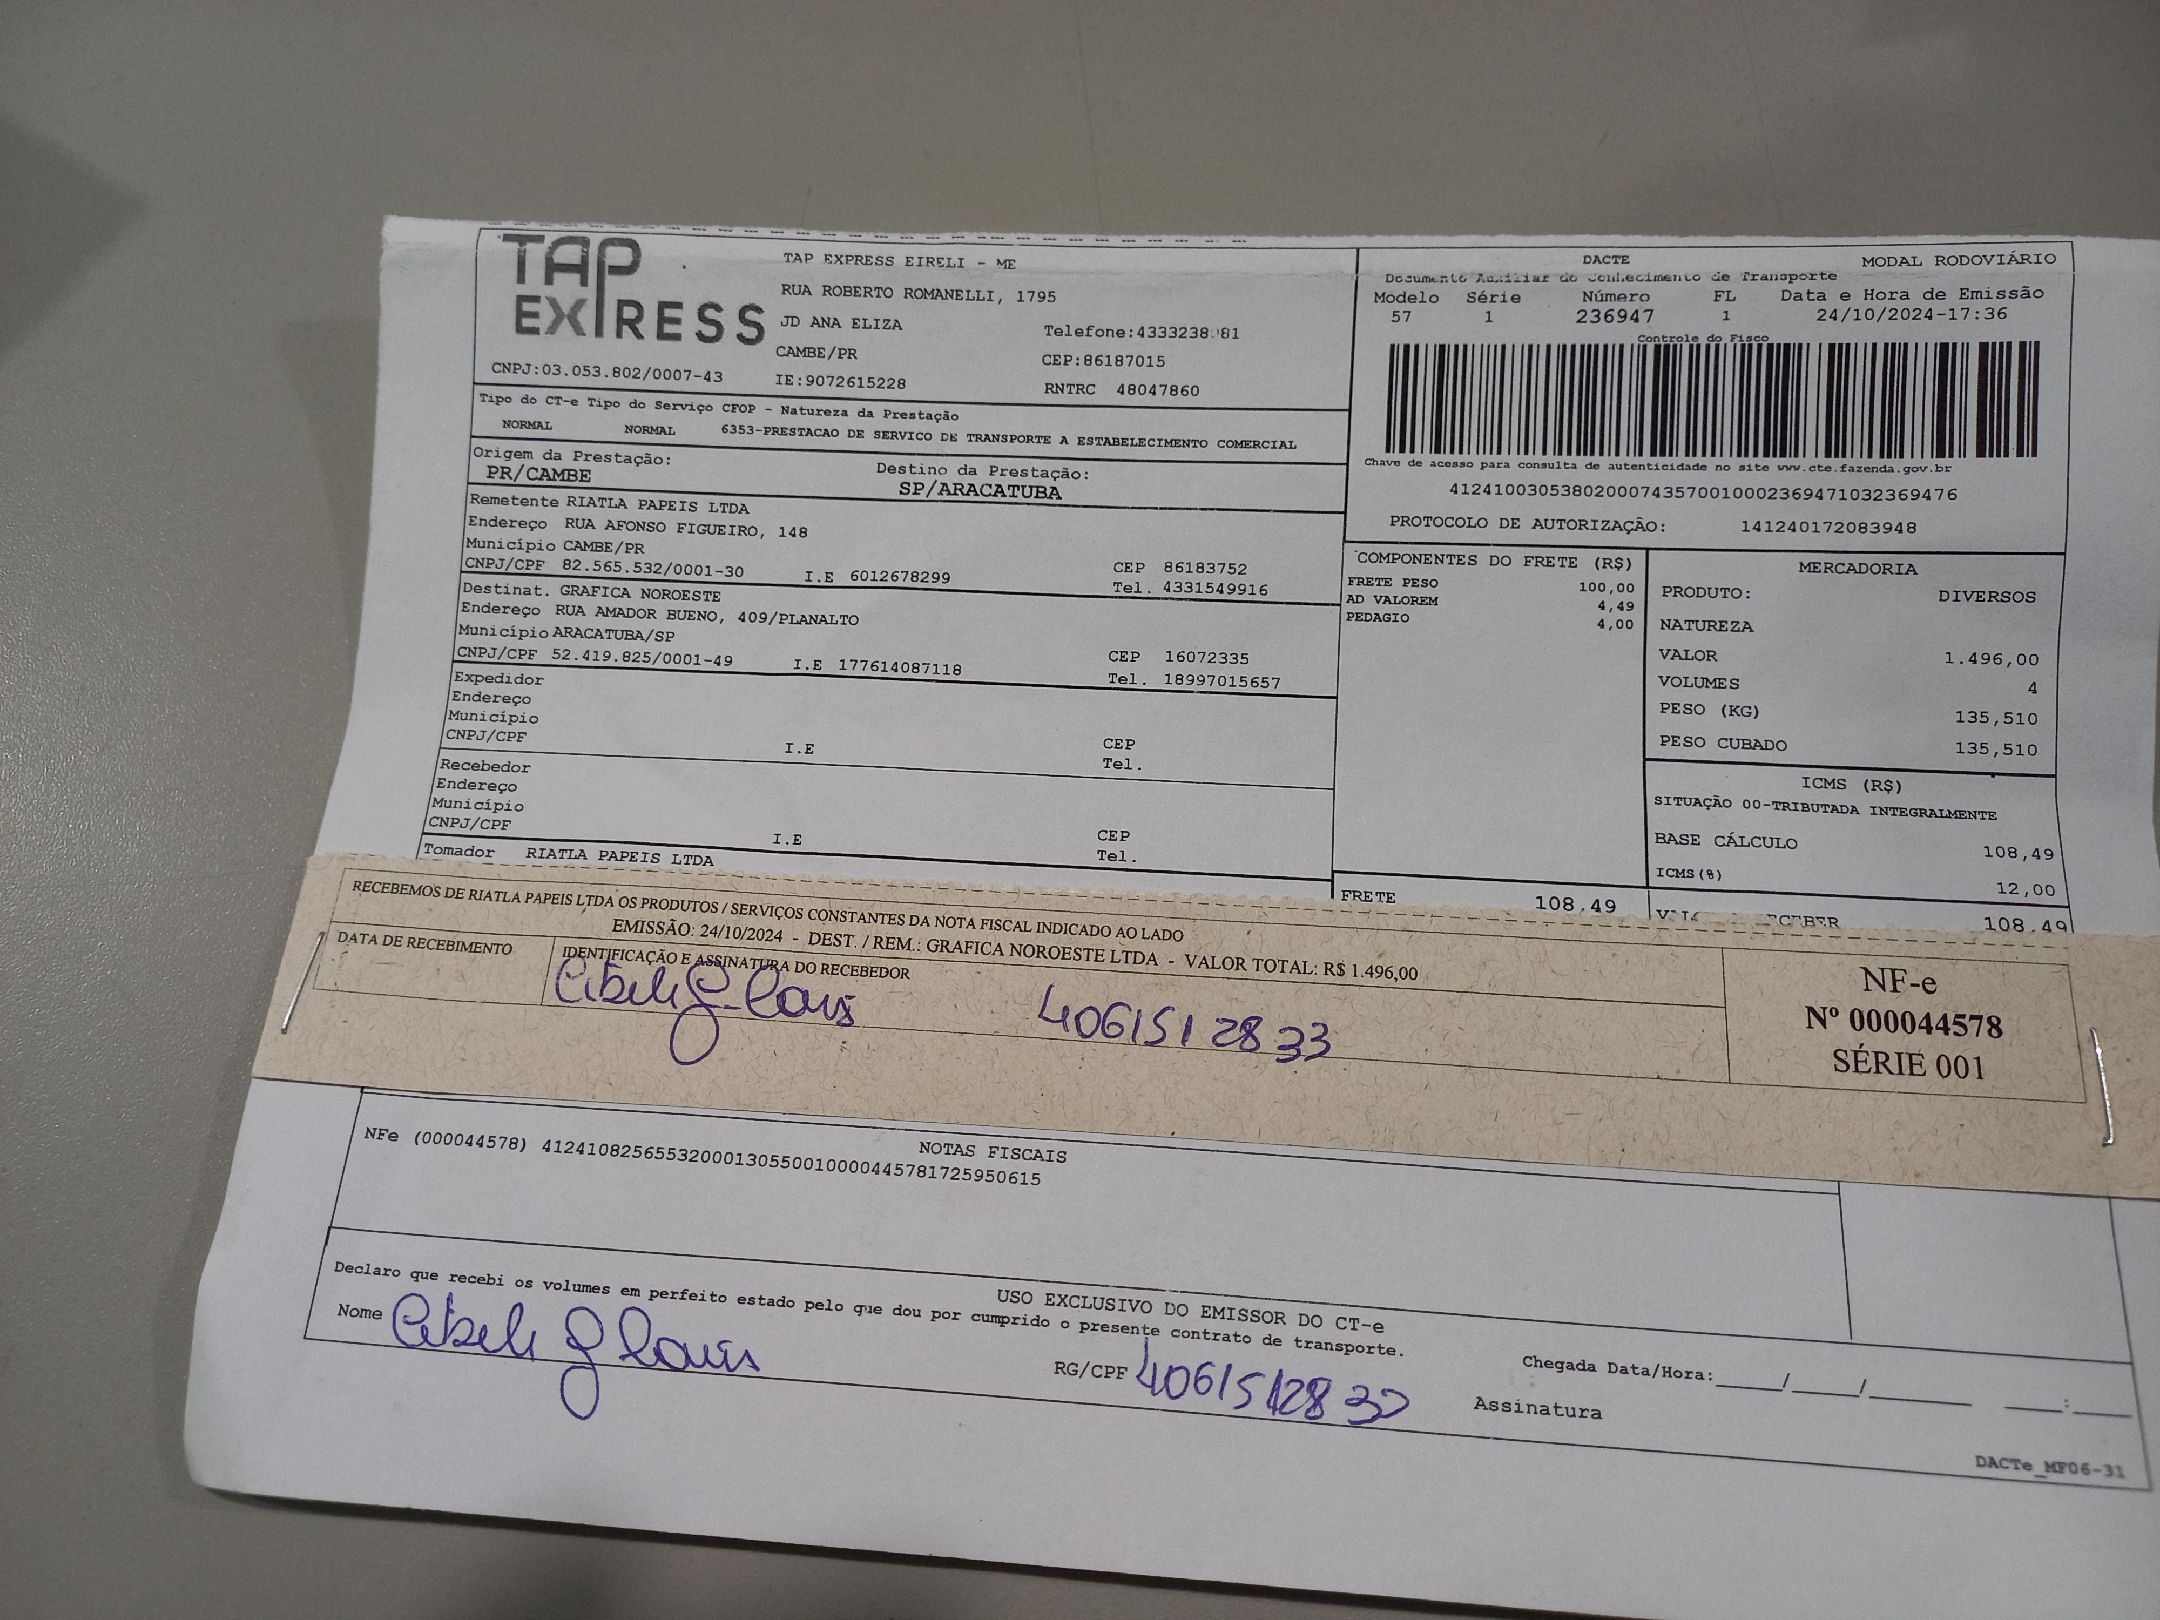 TAP EXPRESS
TAP EXPRESS EIRELI - ME
RUA ROBERTO ROMANELLI, 1795
JD ANA ELIZA
CAMBE/PR
IE:9072615228
Telefone:4333238 81
CEP:86187015
RNTRC 48047860
CNPJ:03.053.802/0007-43
DACTE
MODAL RODOVIÁRIO
Documento Auxiliar do Conhecimento de Transporte
Modelo Série Número FL Data e Hora de Emissão
57 1 236947 1 24/10/2024-17:36
Controle do Fisco
Chave de acesso para consulta de autenticidade no site www.cte.fazenda.gov.br
41241003053802000743570010002369471032369476
PROTOCOLO DE AUTORIZAÇÃO: 141240172083948
Tipo do CT-e Tipo do Serviço CFOP - Natureza da Prestação
NORMAL NORMAL 6353-PRESTACAO DE SERVICO DE TRANSPORTE A ESTABELECIMENTO COMERCIAL
Origem da Prestação: Destino da Prestação:
PR/CAMBE SP/ARACATUBA
Remetente RIATLA PAPEIS LTDA
Endereço RUA AFONSO FIGUEIRO, 148
Município CAMBE/PR CEP 86183752
CNPJ/CPF 82.565.532/0001-30 I.E 6012678299 Tel. 4331549916
Destinat. GRAFICA NOROESTE
Endereço RUA AMADOR BUENO, 409/PLANALTO
Município ARACATUBA/SP CEP 16072335
CNPJ/CPF 52.419.825/0001-49 I.E 177614087118 Tel. 18997015657
Expedidor
Endereço
Município CEP
CNPJ/CPF I.E Tel.
Recebedor
Endereço
Município CEP
CNPJ/CPF I.E Tel.
Tomador RIATLA PAPEIS LTDA
COMPONENTES DO FRETE (R$)
FRETE PESO 100,00
AD VALOREM 4,49
PEDAGIO 4,00
FRETE 108,49
MERCADORIA
PRODUTO: DIVERSOS
NATUREZA
VALOR 1.496,00
VOLUMES 4
PESO (KG) 135,510
PESO CUBADO 135,510
ICMS (R$)
SITUAÇÃO 00-TRIBUTADA INTEGRALMENTE
BASE CÁLCULO 108,49
ICMS(%) 12,00
108,49
RECEBEMOS DE RIATLA PAPEIS LTDA OS PRODUTOS / SERVIÇOS CONSTANTES DA NOTA FISCAL INDICADO AO LADO
EMISSÃO: 24/10/2024 - DEST. / REM.: GRAFICA NOROESTE LTDA - VALOR TOTAL: R$ 1.496,00
DATA DE RECEBIMENTO IDENTIFICAÇÃO E ASSINATURA DO RECEBEDOR
40615128 33
NF-e
Nº 000044578
SÉRIE 001
NOTAS FISCAIS
NFe (000044578) 41241082565532000130550010000445781725950615
USO EXCLUSIVO DO EMISSOR DO CT-e
Declaro que recebi os volumes em perfeito estado pelo que dou por cumprido o presente contrato de transporte.
Nome
RG/CPF 40615128 33
Chegada Data/Hora:____/____/______ ___:___
Assinatura
DACTe_MF06-31